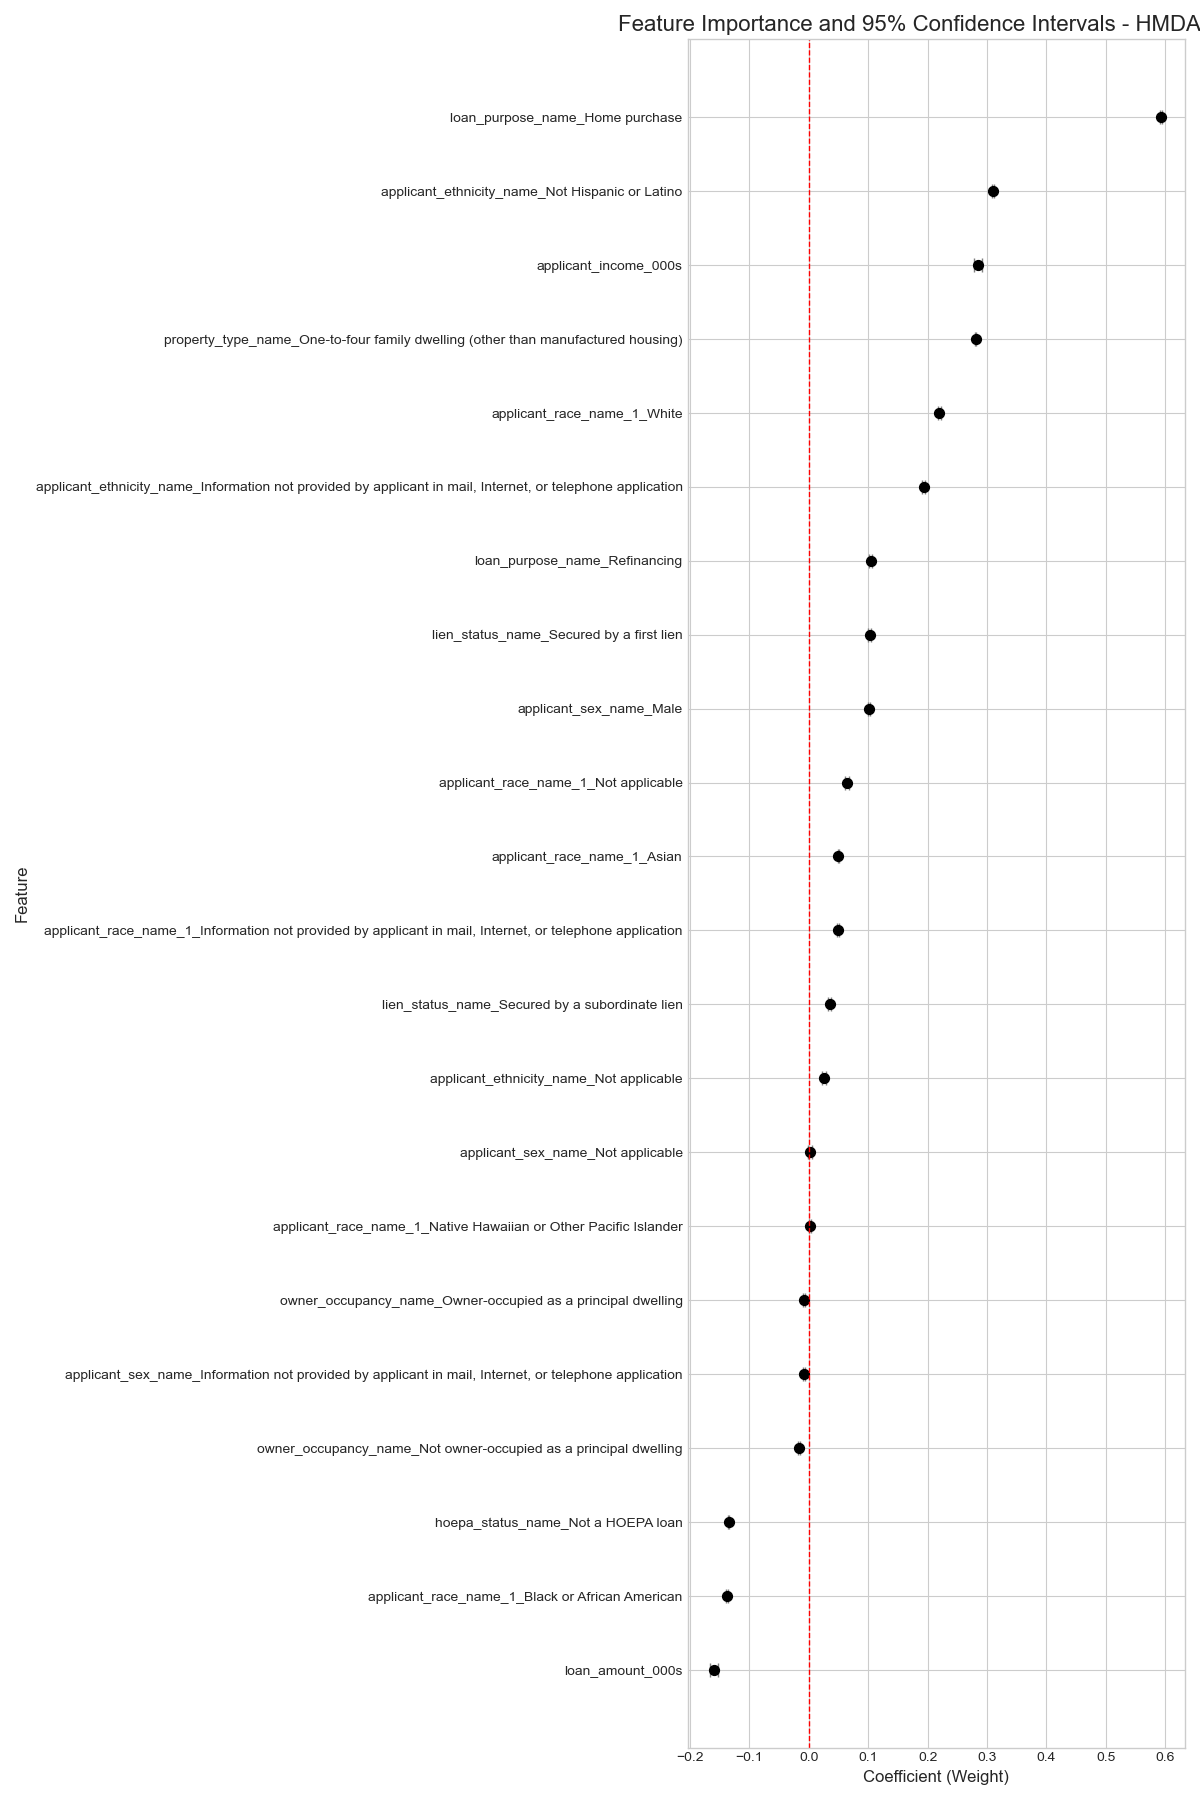 Feature Importance and 95% Confidence Intervals - HMDA
loan_purpose_name_Home purchase
applicant_ethnicity_name_Not Hispanic or Latino
applicant_income_000s
property_type_name_One-to-four family dwelling (other than manufactured housing)
applicant_race_name_1_White
applicant_ethnicity_name_Information not provided by applicant in mail, Internet, or telephone application
loan_purpose_name_Refinancing
lien_status_name_Secured by a first lien
applicant_sex_name_Male
applicant_race_name_1_Not applicable
applicant_race_name_1_Asian
Feature
applicant_race_name_1_Information not provided by applicant in mail, Internet, or telephone application
lien_status_name_Secured by a subordinate lien
applicant_ethnicity_name_Not applicable
applicant_sex_name_Not applicable
applicant_race_name_1_Native Hawaiian or Other Pacific Islander
owner_occupancy_name_Owner-occupied as a principal dwelling
applicant_sex_name_Information not provided by applicant in mail, Internet, or telephone application
owner_occupancy_name_Not owner-occupied as a principal dwelling
hoepa_status_name_Not a HOEPA loan
applicant_race_name_1_Black or African American
loan_amount_000s
−0.2 −0.1 0.0 0.1 0.2 0.3 0.4 0.5 0.6
Coefficient (Weight)